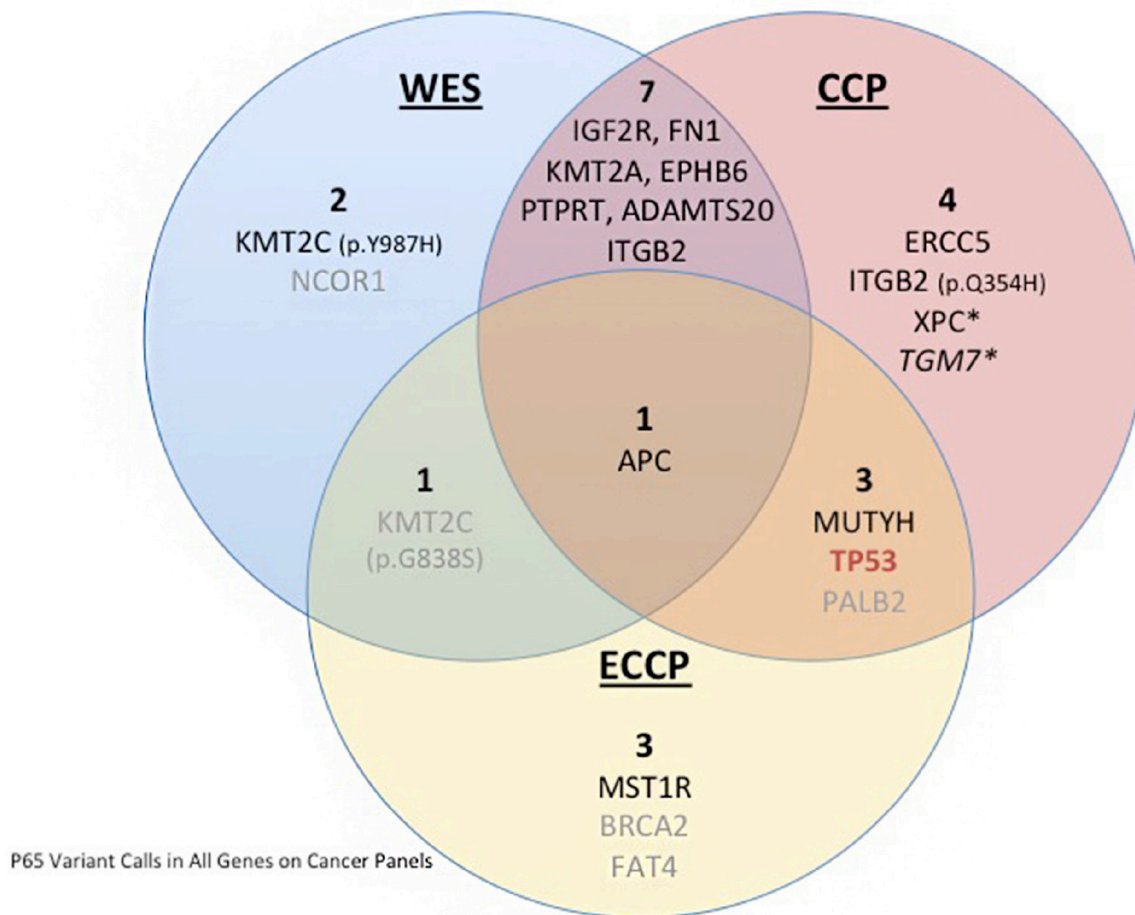 WES
CCP
7
IGF2R, FN1
KMT2A, EPHB6
PTPRT, ADAMTS20
ITGB2
2
KMT2C (p.Y987H)
NCOR1
4
ERCC5
ITGB2 (p.Q354H)
XPC*
TGM7*
1
APC
1
KMT2C
(p.G838S)
3
MUTYH
TP53
PALB2
ECCP
3
MST1R
BRCA2
FAT4
P65 Variant Calls in All Genes on Cancer Panels